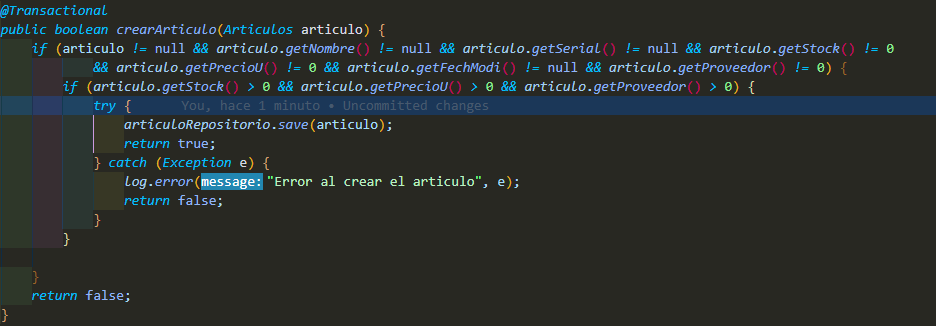 @Transactional
public boolean crearArticulo(Articulos articulo) {
if (articulo != null && articulo.getNombre() != null && articulo.getSerial() != null && articulo.getStock() != 0
&& articulo.getPrecioU() != 0 && articulo.getFechModi() != null && articulo.getProveedor() != 0) {
if (articulo.getStock() > 0 && articulo.getPrecioU() > 0 && articulo.getProveedor() > 0) {
try { You, hace 1 minuto • Uncommitted changes
articuloRepositorio.save(articulo);
return true;
} catch (Exception e) {
log.error(message: "Error al crear el articulo", e);
return false;
}
}
}
return false;
}